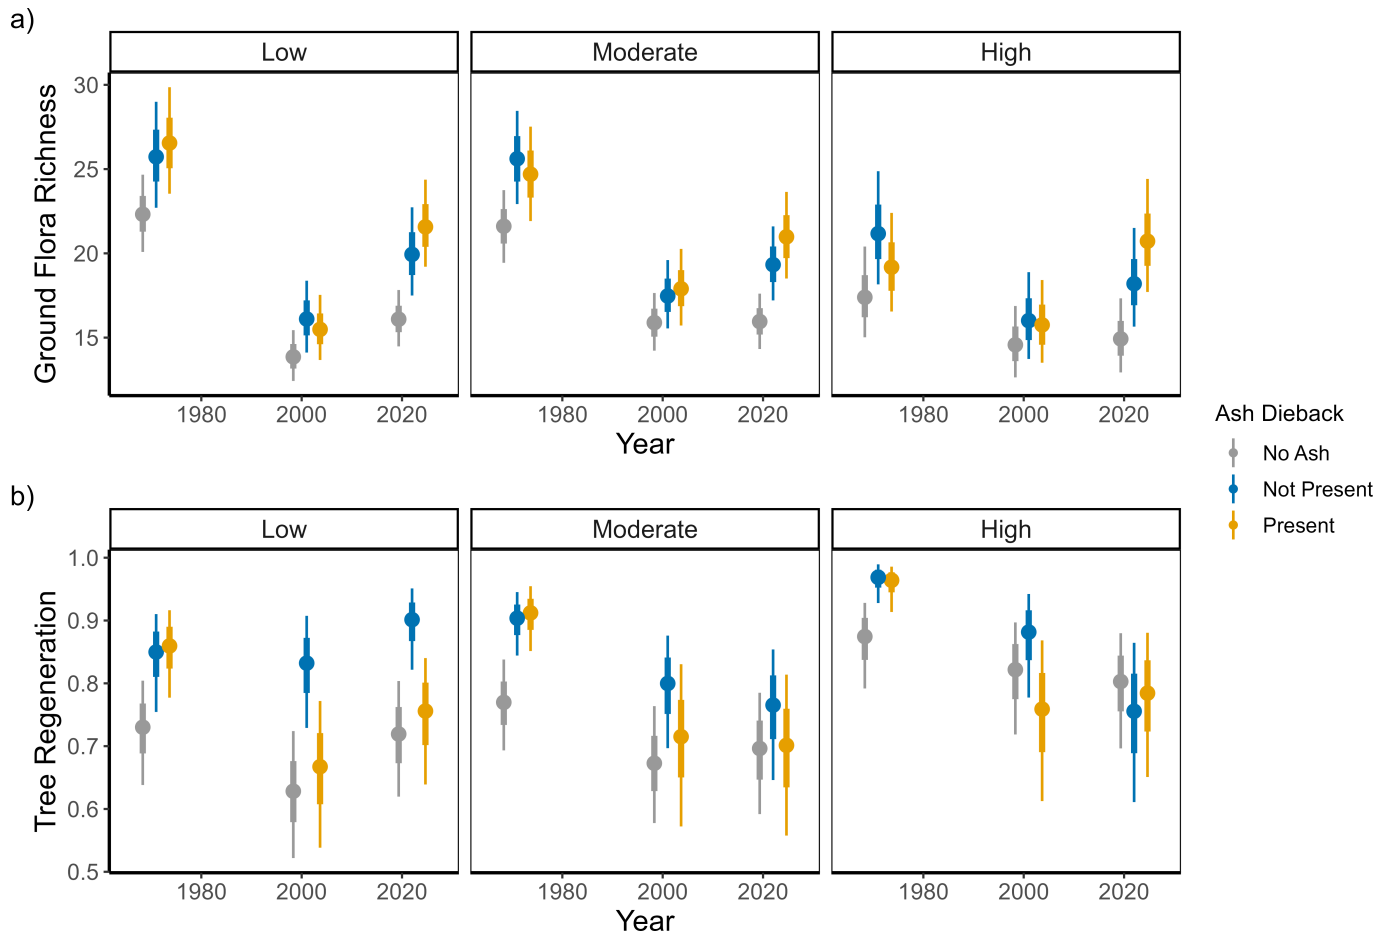 a)
Low Moderate High
Ground Flora Richness
30
25
20
15
1980 2000 2020 1980 2000 2020 1980 2000 2020
Year
Ash Dieback
No Ash
Not Present
Present
b)
Low Moderate High
Tree Regeneration
1.0
0.9
0.8
0.7
0.6
0.5
1980 2000 2020 1980 2000 2020 1980 2000 2020
Year